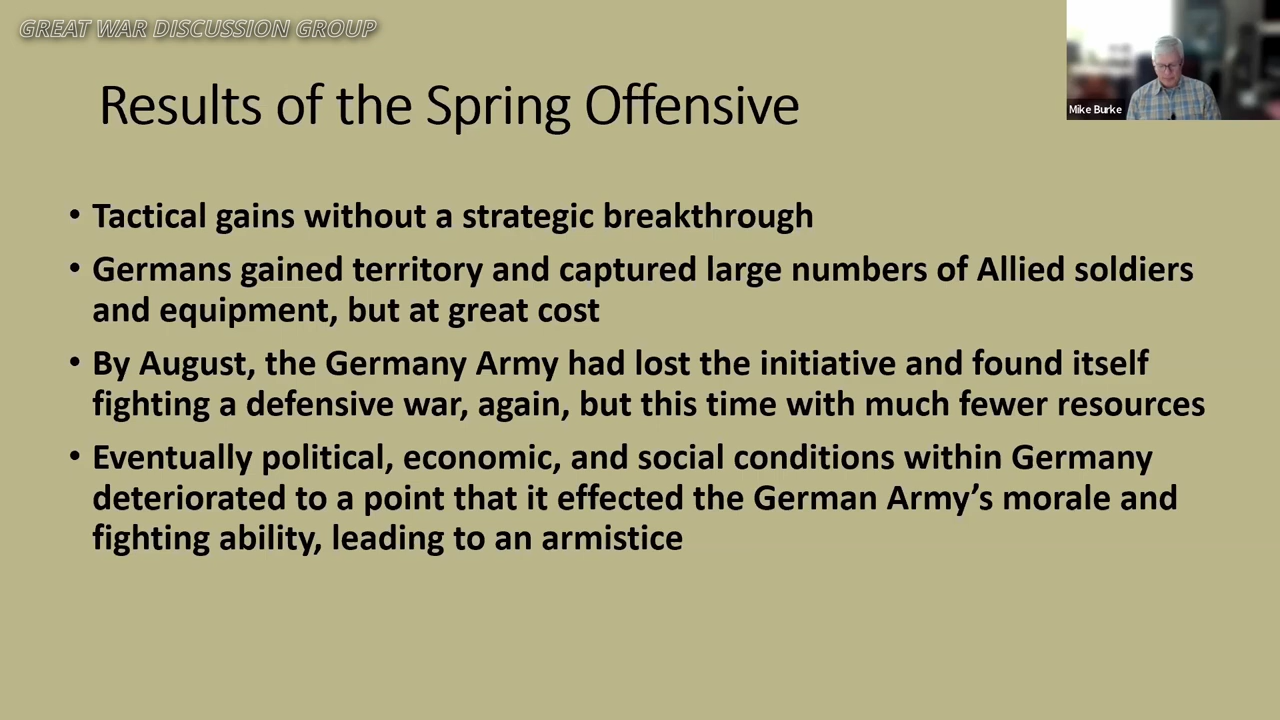 GREAT WAR DISCUSSION GROUP
Mike Burke
Results of the Spring Offensive
• Tactical gains without a strategic breakthrough
• Germans gained territory and captured large numbers of Allied soldiers
and equipment, but at great cost
• By August, the Germany Army had lost the initiative and found itself
fighting a defensive war, again, but this time with much fewer resources
• Eventually political, economic, and social conditions within Germany
deteriorated to a point that it effected the German Army’s morale and
fighting ability, leading to an armistice